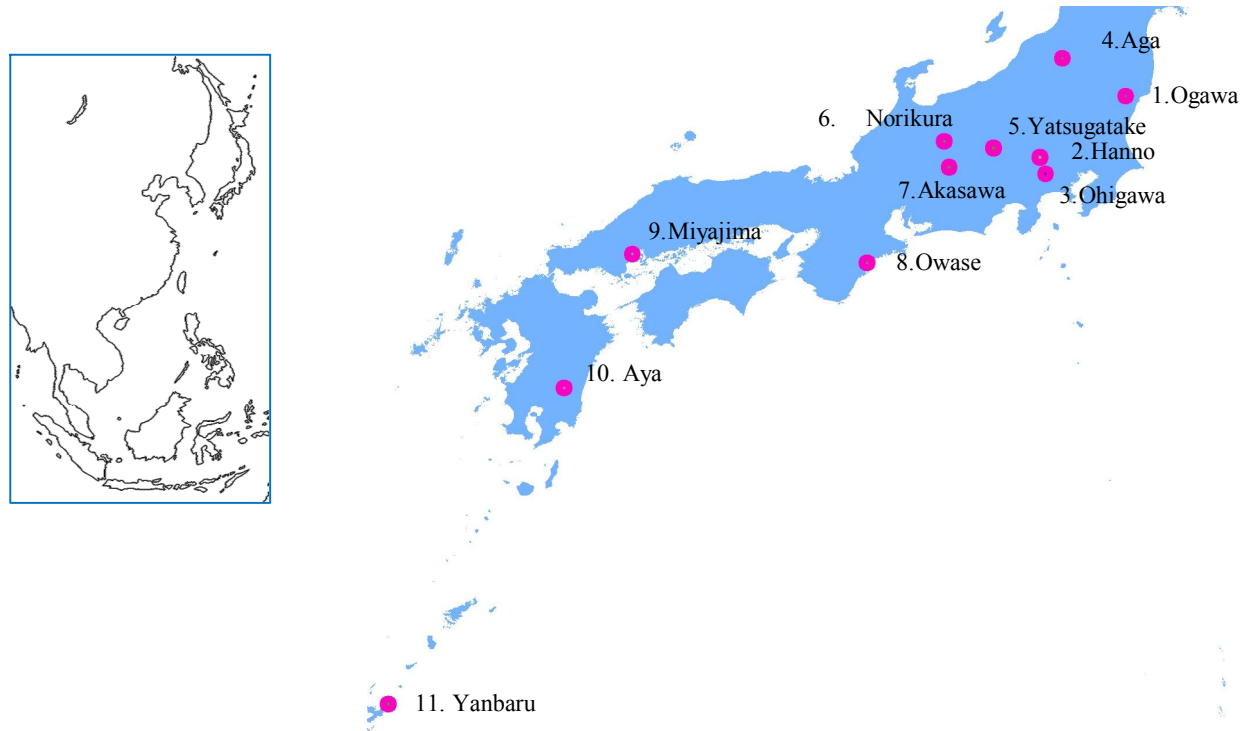 4.Aga
1.Ogawa
6. Norikura
5.Yatsugatake
2.Hanno
7.Akasawa
3.Ohigawa
9.Miyajima
8.Owase
10. Aya
11. Yanbaru